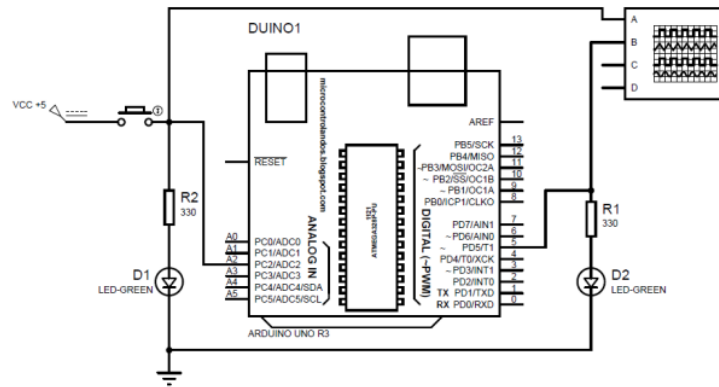 DUINO1
A
B
C
D
VCC +5
microcontrolandos.blogspot.com
AREF
RESET
PB5/SCK 13
PB4/MISO 12
~PB3/MOSI/OC2A 11
~ PB2/SS/OC1B 10
~ PB1/OC1A 9
PB0/ICP1/CLKO 8
PD7/AIN1 7
~ PD6/AIN0 6
~ PD5/T1 5
PD4/T0/XCK 4
~ PD3/INT1 3
PD2/INT0 2
TX PD1/TXD 1
RX PD0/RXD 0
ANALOG IN
DIGITAL (~PWM)
A0 PC0/ADC0
A1 PC1/ADC1
A2 PC2/ADC2
A3 PC3/ADC3
A4 PC4/ADC4/SDA
A5 PC5/ADC5/SCL
ARDUINO UNO R3
R2
330
D1
LED-GREEN
R1
330
D2
LED-GREEN